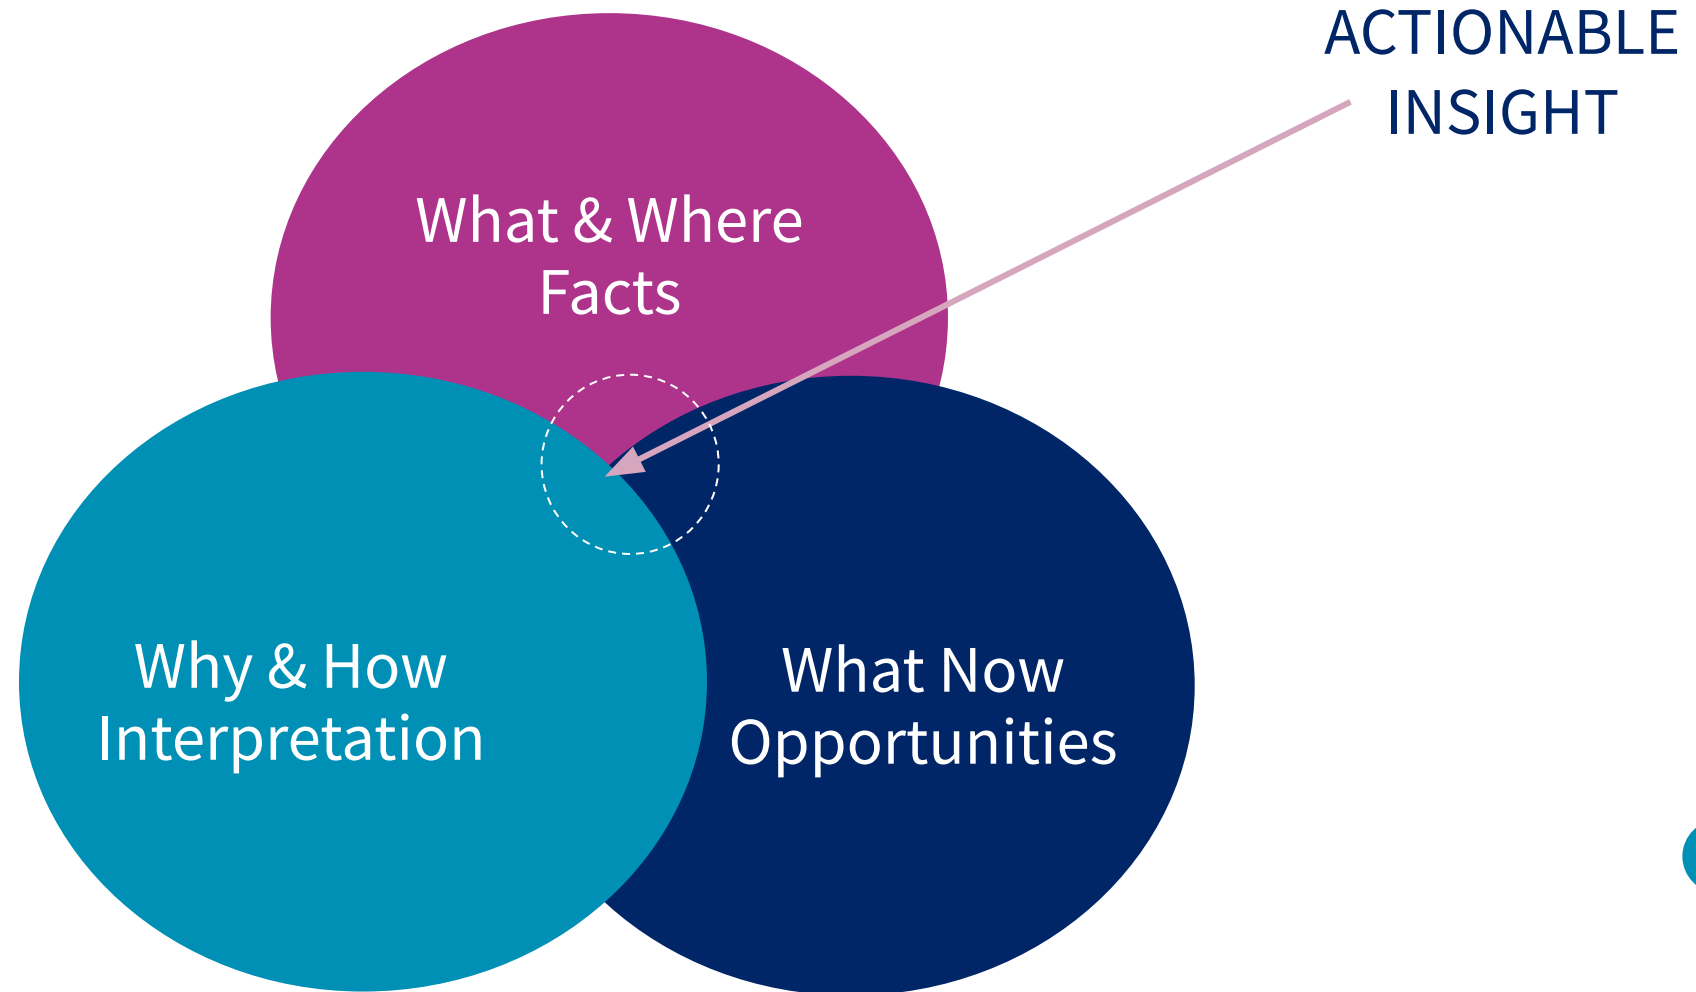 ACTIONABLE
INSIGHT
What & Where
Facts
Why & How
Interpretation
What Now
Opportunities